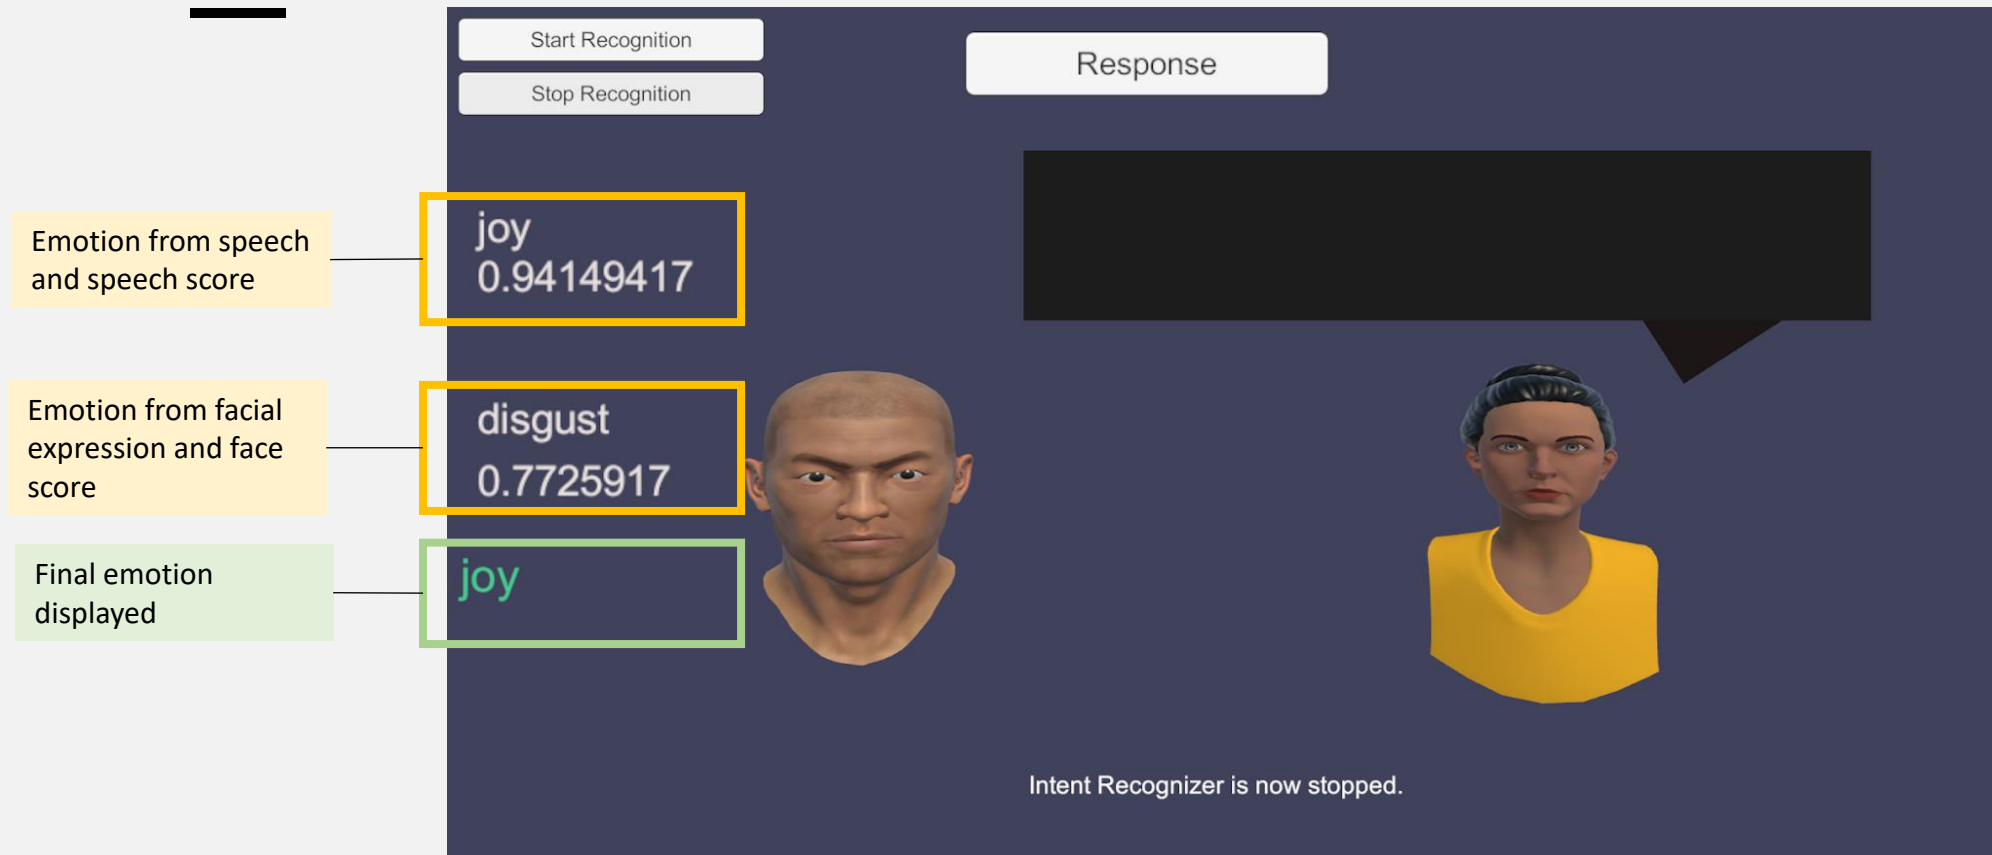 Start Recognition
Stop Recognition
Response
Emotion from speech
and speech score
joy
0.94149417
Emotion from facial
expression and face
score
disgust
0.7725917
Final emotion
displayed
joy
Intent Recognizer is now stopped.